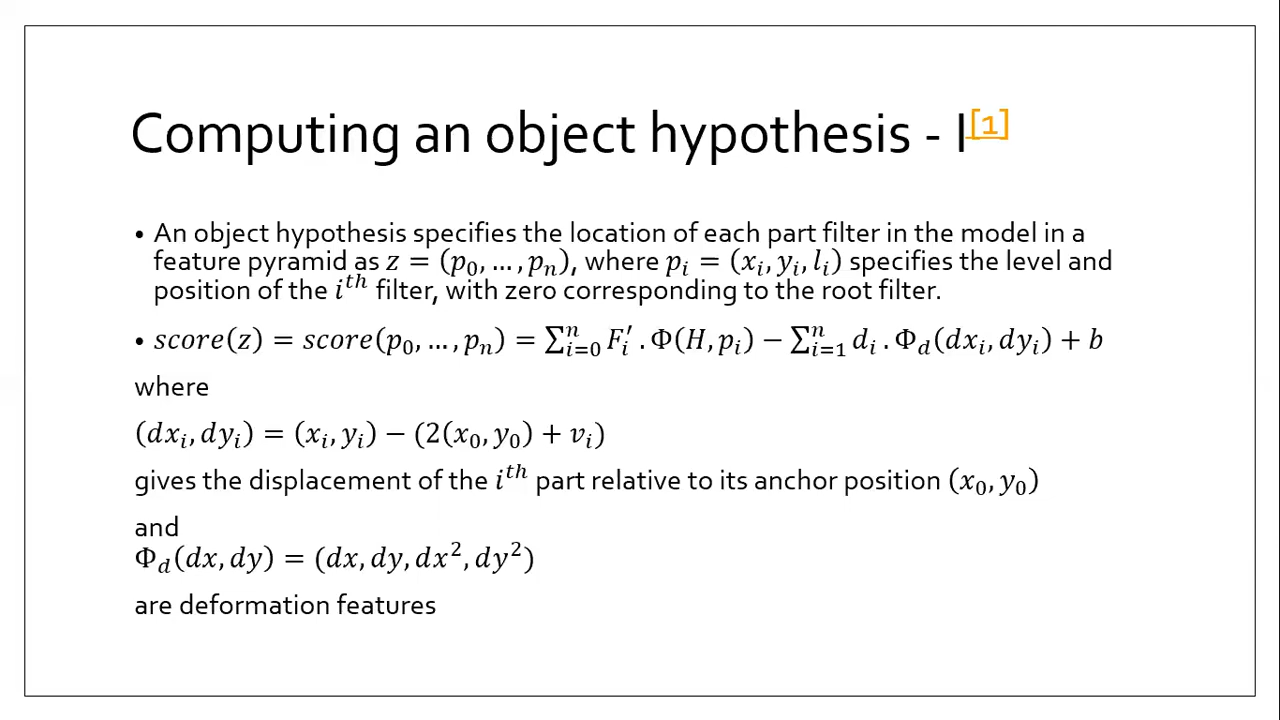 Computing an object hypothesis - I[1]
• An object hypothesis specifies the location of each part filter in the model in a
feature pyramid as z = (p₀, …, pₙ), where pᵢ = (xᵢ, yᵢ, lᵢ) specifies the level and
position of the iᵗʰ filter, with zero corresponding to the root filter.
• score(z) = score(p₀, …, pₙ) = ∑ⁿᵢ₌₀ Fᵢ′ . Φ(H, pᵢ) − ∑ⁿᵢ₌₁ dᵢ . Φ_d(dxᵢ, dyᵢ) + b
where
(dxᵢ, dyᵢ) = (xᵢ, yᵢ) − (2(x₀, y₀) + vᵢ)
gives the displacement of the iᵗʰ part relative to its anchor position (x₀, y₀)
and
Φ_d(dx, dy) = (dx, dy, dx², dy²)
are deformation features